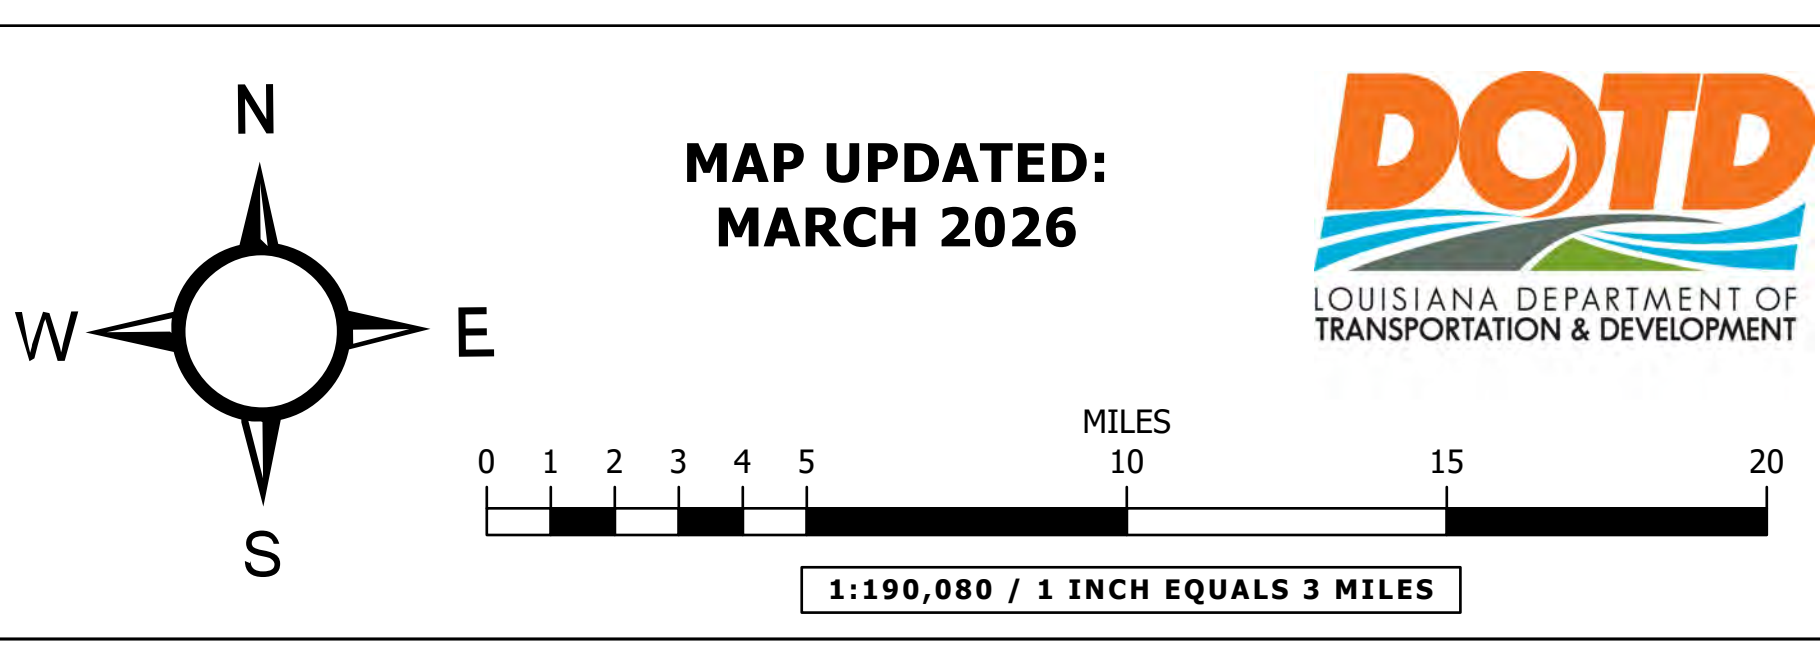 N
W
E
S
MAP UPDATED:
MARCH 2026
DOTD
LOUISIANA DEPARTMENT OF
TRANSPORTATION & DEVELOPMENT
MILES
0 1 2 3 4 5 10 15 20
1:190,080 / 1 INCH EQUALS 3 MILES